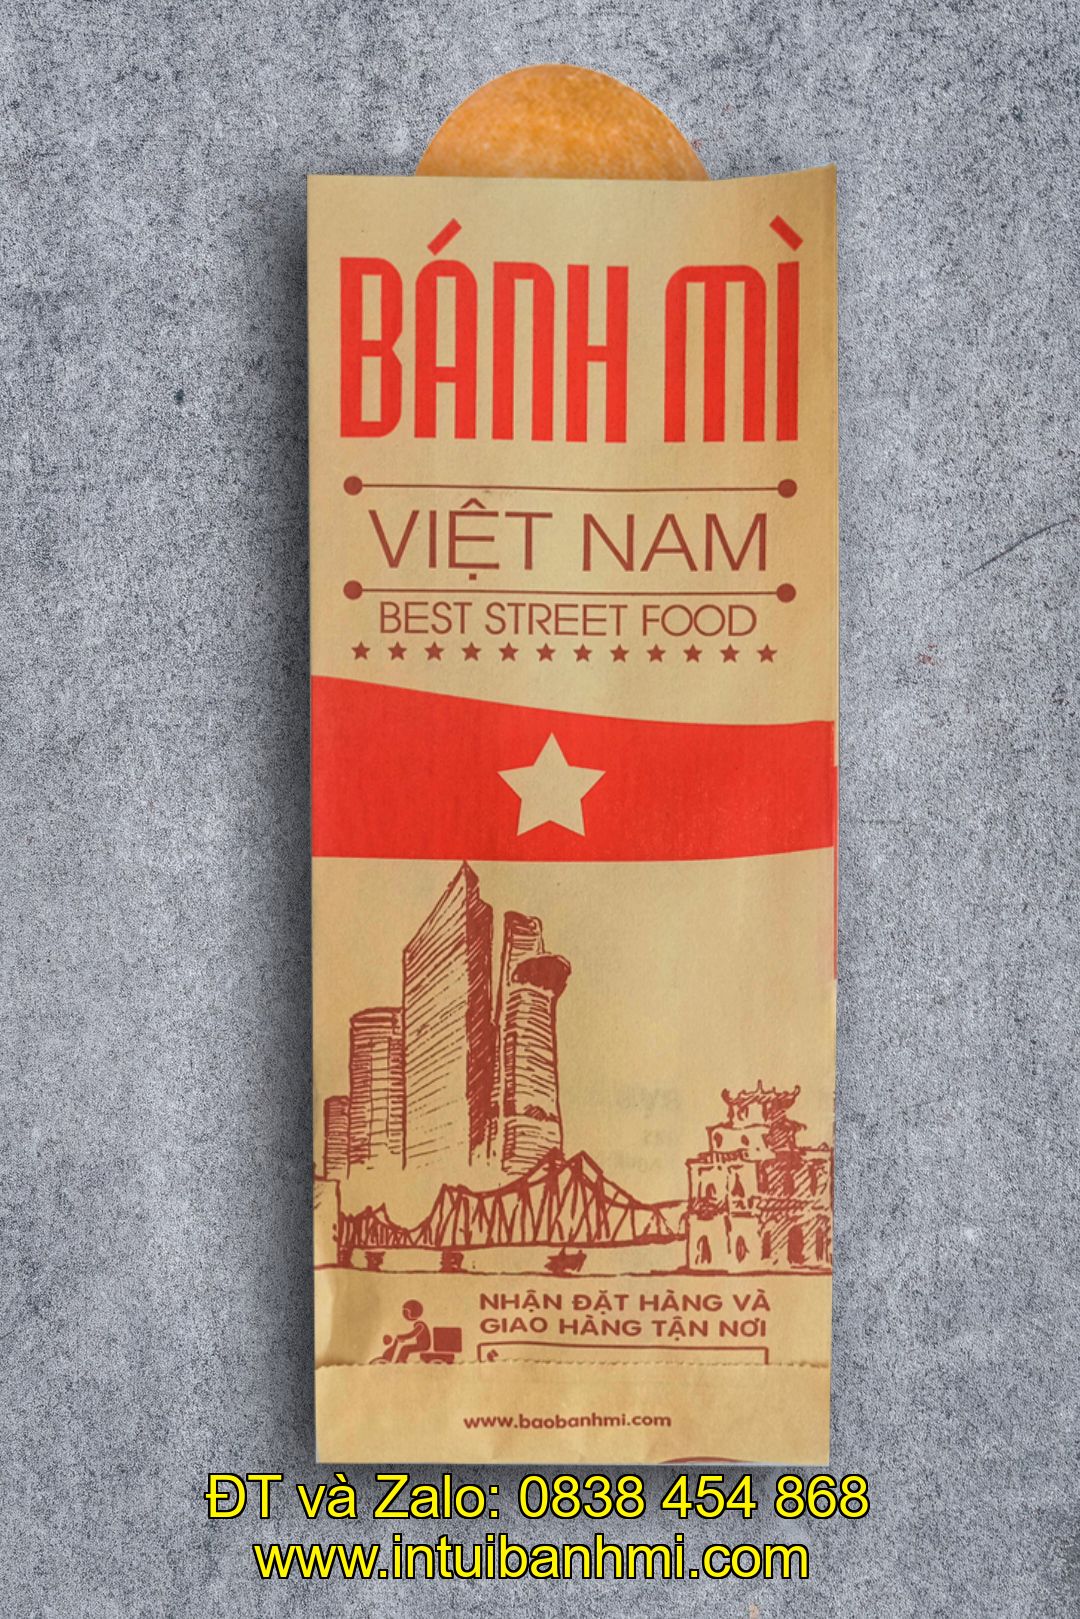 BÁNH MÌ
VIỆT NAM
BEST STREET FOOD
NHẬN ĐẶT HÀNG VÀ
GIAO HÀNG TẬN NƠI
www.baobanhmi.com
ĐT và Zalo: 0838 454 868
www.intuibanhmi.com